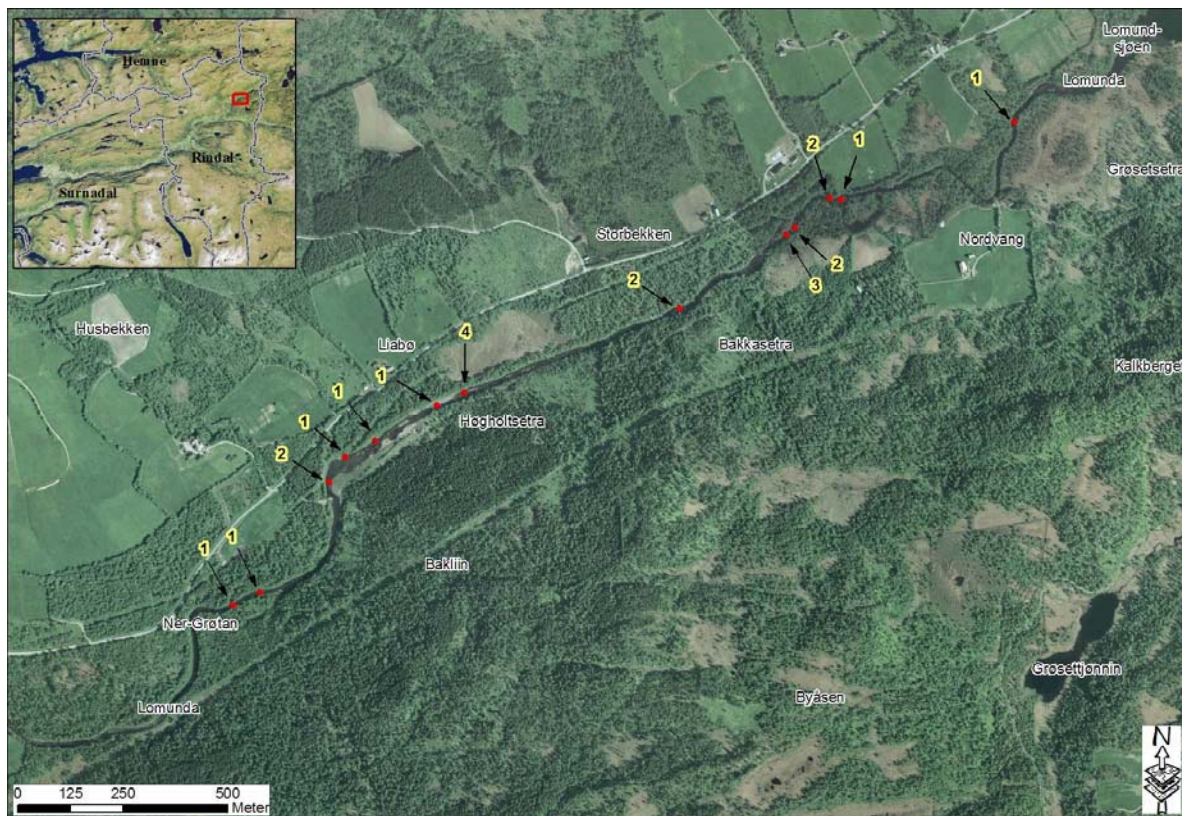 Hemne
Rindal
Surnadal
Lomund-
sjøen
Lomunda
1
2
1
Grøsetsetra
Storbekken
Nordvang
2
3
2
Husbekken
Liabø
4
Bakkasetra
Kalkberget
1
1
Høgholtsetra
1
2
1
1
Bakliin
Ner-Grøtan
Grøsettjønnin
Byåsen
Lomunda
N
0 125 250 500
Meter